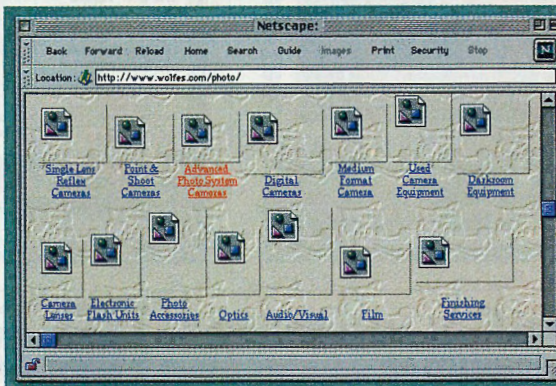 Netscape:
Back Forward Reload Home Search Guide Images Print Security Stop
N
Location: http://www.wolfes.com/photo/
Single Lens Reflex Cameras
Point & Shoot Cameras
Advanced Photo System Cameras
Digital Cameras
Medium Format Camera
Used Camera Equipment
Darkroom Equipment
Camera Lenses
Electronic Flash Units
Photo Accessories
Optics
Audio/Visual
Film
Finishing Services